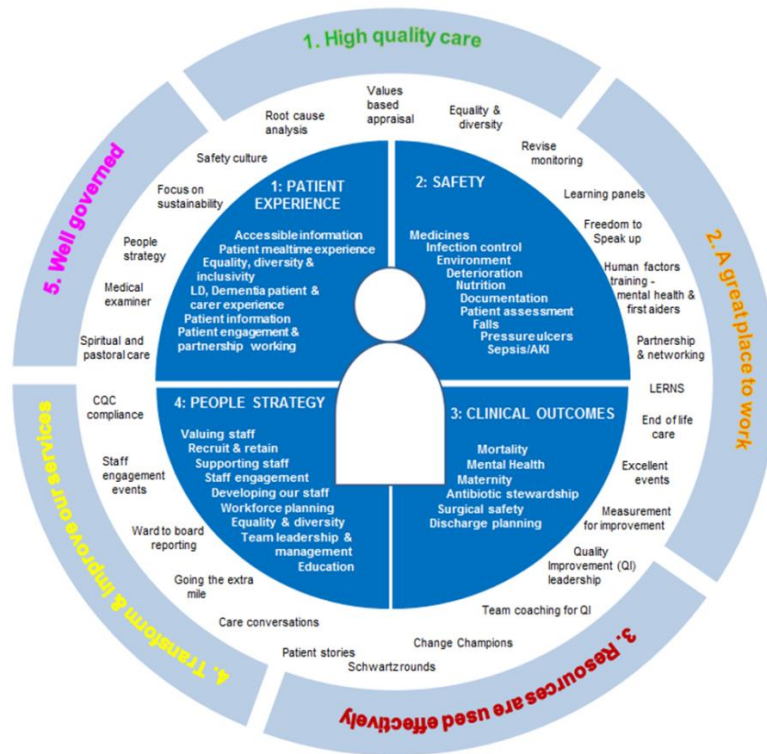 1. High quality care
2. A great place to work
3. Resources are used effectively
4. Transform & Improve our services
5. Well governed
Values
based
appraisal
Equality &
diversity
Revise
monitoring
Learning panels
Freedom to
Speak up
Human factors
training -
mental health &
first aiders
Partnership
& networking
LERNS
End of life
care
Excellent
events
Measurement
for improvement
Quality
Improvement (QI)
leadership
Team coaching for QI
Change Champions
Schwartz rounds
Patient stories
Care conversations
Going the extra
mile
Ward to board
reporting
Staff
engagement
events
CQC
compliance
Spiritual and
pastoral care
Medical
examiner
People
strategy
Focus on
sustainability
Safety culture
Root cause
analysis
1: PATIENT
EXPERIENCE
Accessible information
Patient mealtime experience
Equality, diversity &
inclusivity
LD, Dementia patient &
carer experience
Patient information
Patient engagement &
partnership working
2: SAFETY
Medicines
Infection control
Environment
Deterioration
Nutrition
Documentation
Patient assessment
Falls
Pressure ulcers
Sepsis/AKI
3: CLINICAL OUTCOMES
Mortality
Mental Health
Maternity
Antibiotic stewardship
Surgical safety
Discharge planning
4: PEOPLE STRATEGY
Valuing staff
Recruit & retain
Supporting staff
Staff engagement
Developing our staff
Workforce planning
Equality & diversity
Team leadership &
management
Education